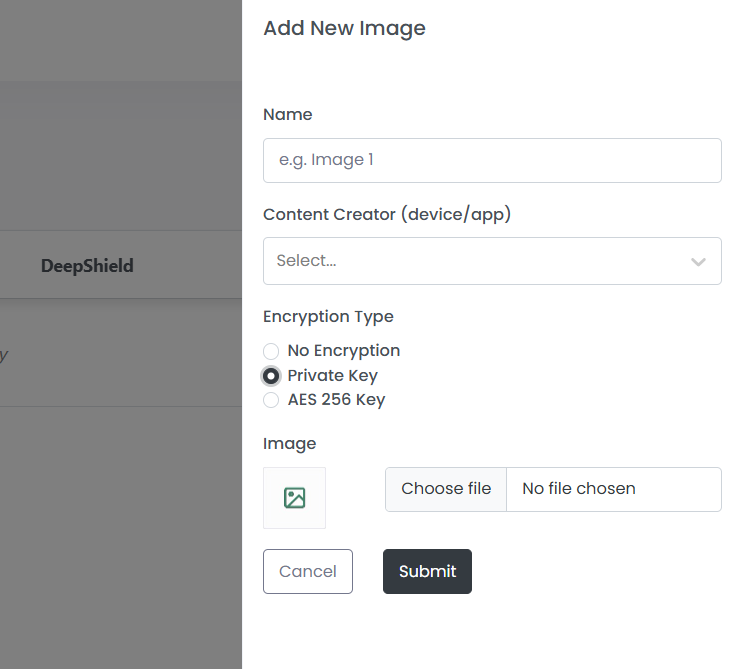 Add New Image
Name
e.g. Image 1
Content Creator (device/app)
Select...
DeepShield
Encryption Type
No Encryption
y
Private Key
AES 256 Key
Image
Choose file No file chosen
Cancel Submit